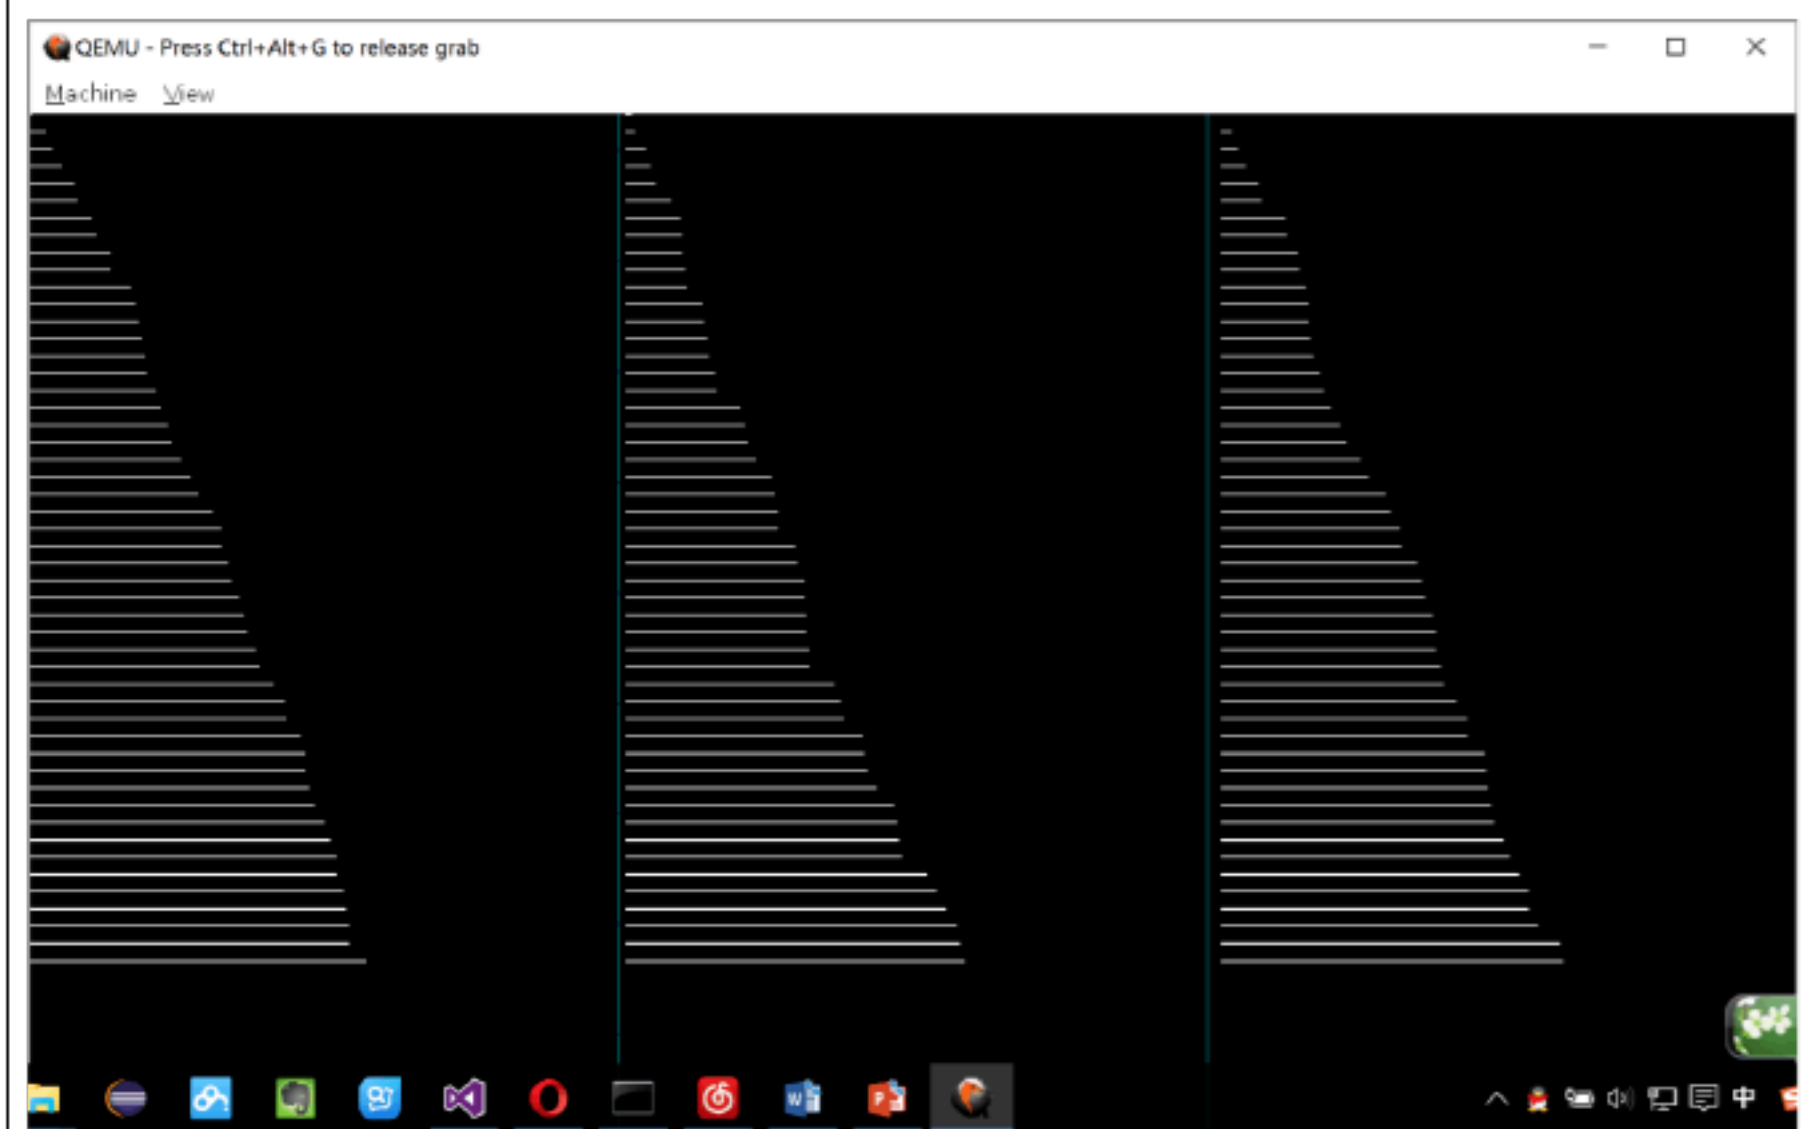 QEMU - Press Ctrl+Alt+G to release grab
Machine View
中